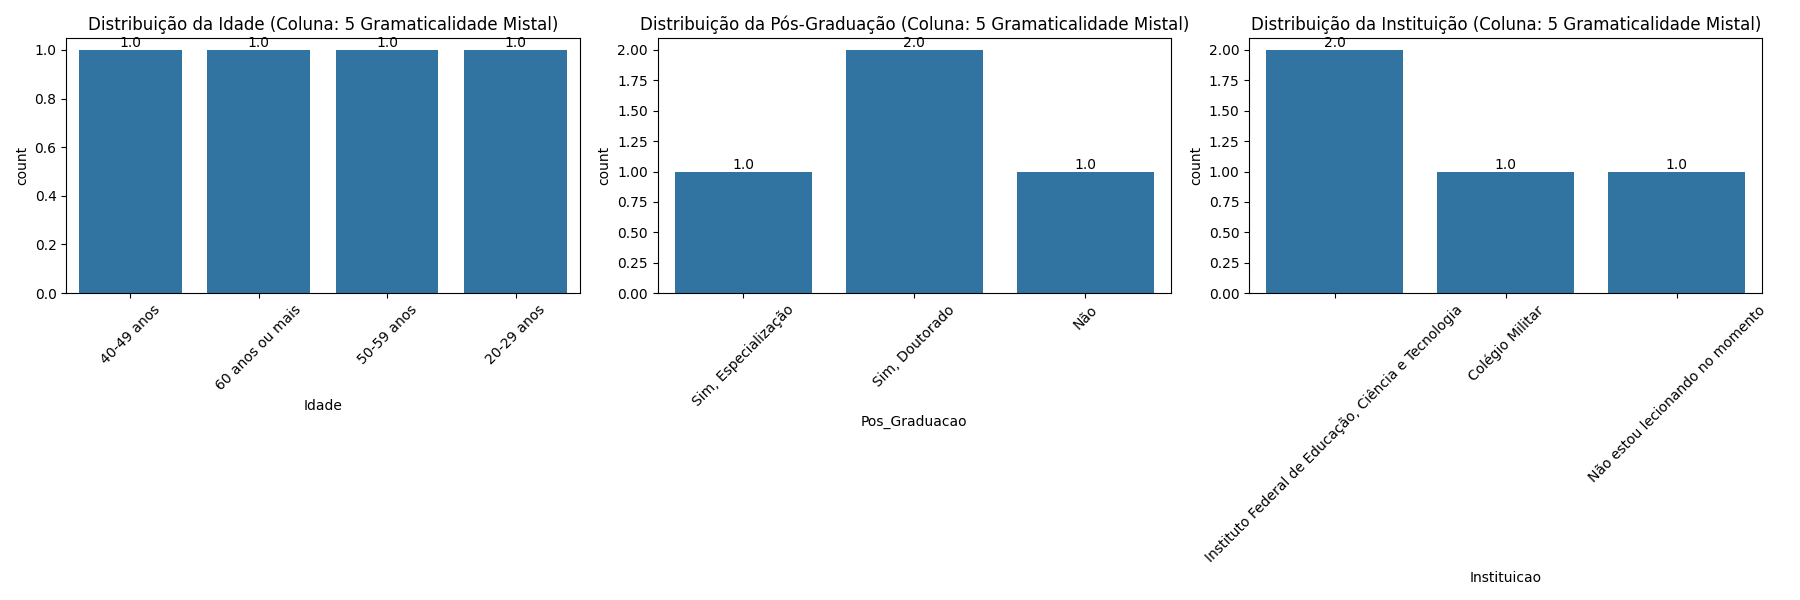 Distribuição da Idade (Coluna: 5 Gramaticalidade Mistal)
1.0
1.0
1.0
1.0
1.0
0.8
0.6
0.4
0.2
0.0
count
40-49 anos
60 anos ou mais
50-59 anos
20-29 anos
Idade
Distribuição da Pós-Graduação (Coluna: 5 Gramaticalidade Mistal)
1.0
2.0
1.0
2.00
1.75
1.50
1.25
1.00
0.75
0.50
0.25
0.00
count
Sim, Especialização
Sim, Doutorado
Não
Pos_Graduacao
Distribuição da Instituição (Coluna: 5 Gramaticalidade Mistal)
2.0
1.0
1.0
2.00
1.75
1.50
1.25
1.00
0.75
0.50
0.25
0.00
count
Instituto Federal de Educação, Ciência e Tecnologia
Colégio Militar
Não estou lecionando no momento
Instituicao